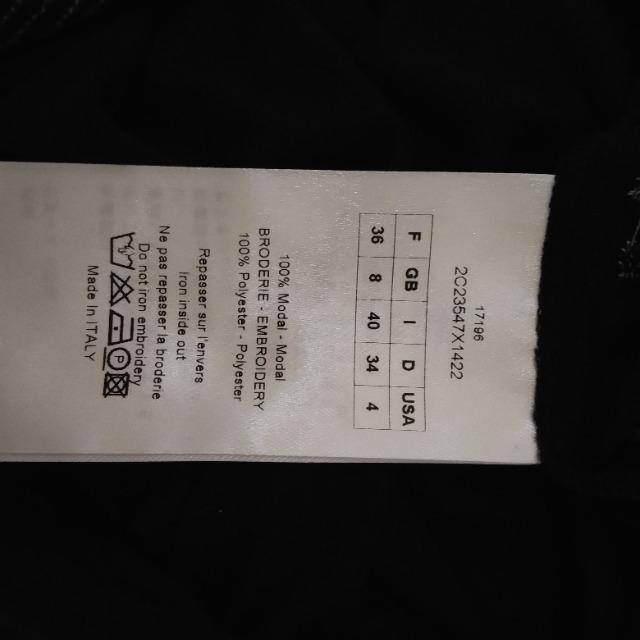 17196
2C23547X1422
F GB I D USA
36 8 40 34 4
100% Modal - Modal
BRODERIE - EMBROIDERY
100% Polyester - Polyester
Repasser sur l'envers
Iron inside out
Ne pas repasser la broderie
Do not iron embroidery
P
Made In ITALY